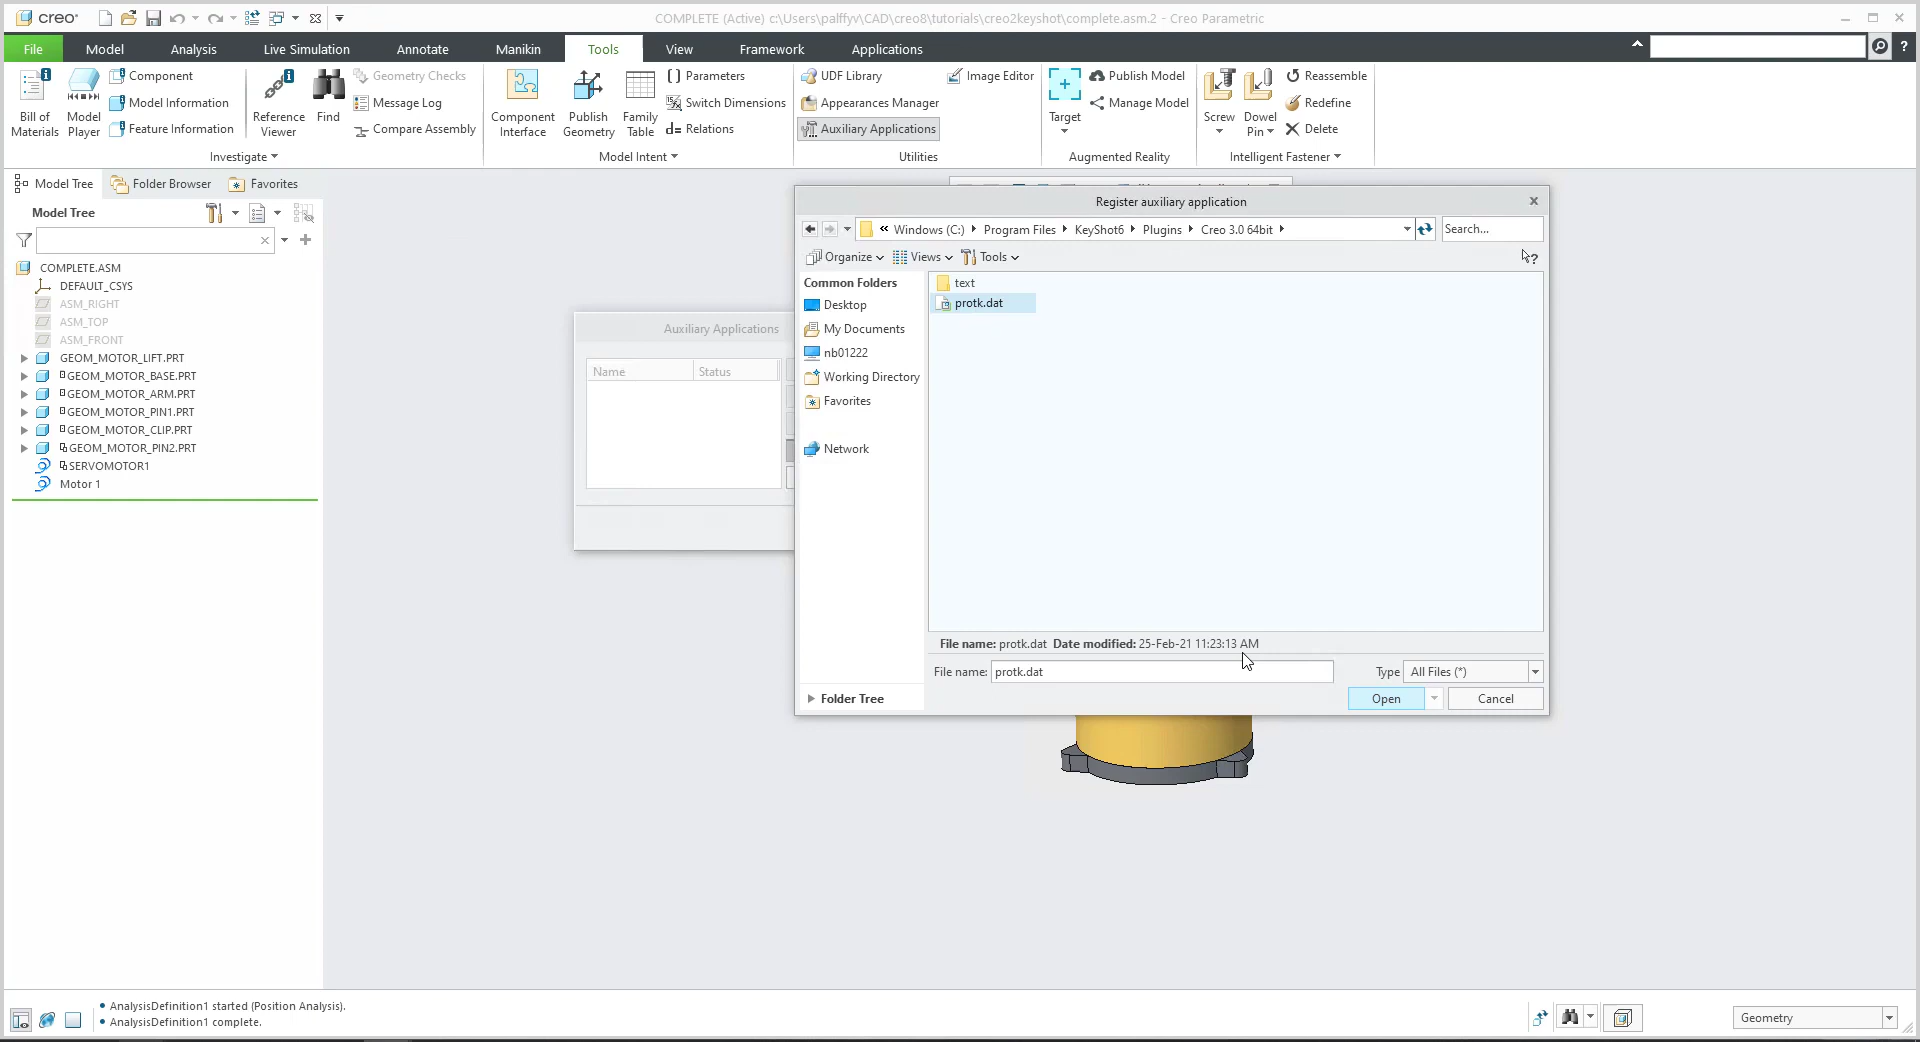 creo
COMPLETE (Active) c:\Users\palffyv\CAD\creo8\tutorials\creo2keyshot\complete.asm.2 - Creo Parametric
File
Model
Analysis
Live Simulation
Annotate
Manikin
Tools
View
Framework
Applications
Bill of Materials
Model Player
Component
Model Information
Feature Information
Reference Viewer
Find
Geometry Checks
Message Log
Compare Assembly
Component Interface
Publish Geometry
Family Table
Parameters
Switch Dimensions
Relations
UDF Library
Appearances Manager
Auxiliary Applications
Image Editor
Target
Publish Model
Manage Model
Screw
Dowel Pin
Reassemble
Redefine
Delete
Investigate
Model Intent
Utilities
Augmented Reality
Intelligent Fastener
Model Tree
Folder Browser
Favorites
Model Tree
COMPLETE.ASM
DEFAULT_CSYS
ASM_RIGHT
ASM_TOP
ASM_FRONT
GEOM_MOTOR_LIFT.PRT
GEOM_MOTOR_BASE.PRT
GEOM_MOTOR_ARM.PRT
GEOM_MOTOR_PIN1.PRT
GEOM_MOTOR_CLIP.PRT
GEOM_MOTOR_PIN2.PRT
SERVOMOTOR1
Motor 1
Auxiliary Applications
Name
Status
Register auxiliary application
« Windows (C:) Program Files KeyShot6 Plugins Creo 3.0 64bit
Search...
Organize
Views
Tools
Common Folders
Desktop
My Documents
nb01222
Working Directory
Favorites
Network
Folder Tree
text
protk.dat
File name: protk.dat Date modified: 25-Feb-21 11:23:13 AM
File name: protk.dat
Type All Files (*)
Open
Cancel
• AnalysisDefinition1 started (Position Analysis).
• AnalysisDefinition1 complete.
Geometry